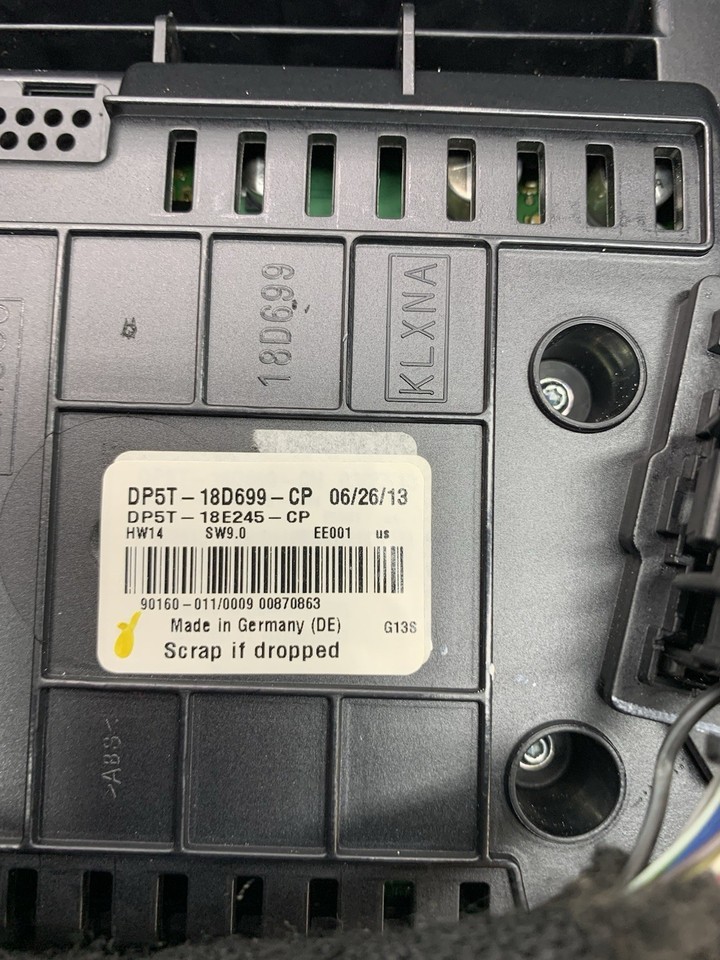 18D699
KLXNA
DP5T-18D699-CP 06/26/13
DP5T-18E245-CP
HW14 SW9.0 EE001 us
90160-011/0009 00870863
Made in Germany (DE) G13S
Scrap if dropped
>ABS<